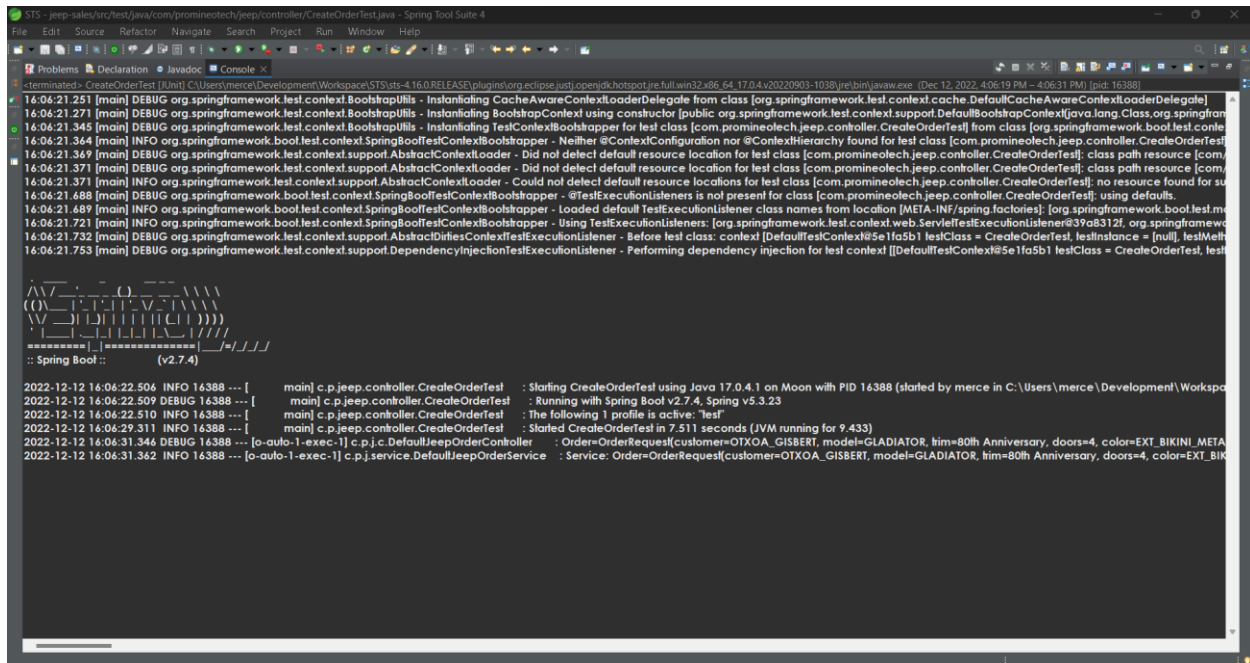 STS - jeep-sales/src/test/java/com/promineotech/jeep/controller/CreateOrderTest.java - Spring Tool Suite 4
File Edit Source Refactor Navigate Search Project Run Window Help
Problems Declaration Javadoc Console
<terminated> CreateOrderTest [JUnit] C:\Users\merce\Development\Workspace\STS\sts-4.16.0.RELEASE\plugins\org.eclipse.justj.openjdk.hotspot.jre.full.win32.x86_64_17.0.4.v20220903-1038\jre\bin\javaw.exe (Dec 12, 2022, 4:06:19 PM – 4:06:31 PM) [pid: 16388]
16:06:21.251 [main] DEBUG org.springframework.test.context.BootstrapUtils - Instantiating CacheAwareContextLoaderDelegate from class [org.springframework.test.context.cache.DefaultCacheAwareContextLoaderDelegate]
16:06:21.271 [main] DEBUG org.springframework.test.context.BootstrapUtils - Instantiating BootstrapContext using constructor [public org.springframework.test.context.support.DefaultBootstrapContext(java.lang.Class,org.springfram
16:06:21.345 [main] DEBUG org.springframework.test.context.BootstrapUtils - Instantiating TestContextBootstrapper for test class [com.promineotech.jeep.controller.CreateOrderTest] from class [org.springframework.boot.test.conte
16:06:21.364 [main] INFO org.springframework.boot.test.context.SpringBootTestContextBootstrapper - Neither @ContextConfiguration nor @ContextHierarchy found for test class [com.promineotech.jeep.controller.CreateOrderTest]
16:06:21.369 [main] DEBUG org.springframework.test.context.support.AbstractContextLoader - Did not detect default resource location for test class [com.promineotech.jeep.controller.CreateOrderTest]: class path resource [com/
16:06:21.371 [main] DEBUG org.springframework.test.context.support.AbstractContextLoader - Did not detect default resource location for test class [com.promineotech.jeep.controller.CreateOrderTest]: class path resource [com/
16:06:21.371 [main] INFO org.springframework.test.context.support.AbstractContextLoader - Could not detect default resource locations for test class [com.promineotech.jeep.controller.CreateOrderTest]: no resource found for su
16:06:21.688 [main] DEBUG org.springframework.boot.test.context.SpringBootTestContextBootstrapper - @TestExecutionListeners is not present for class [com.promineotech.jeep.controller.CreateOrderTest]: using defaults.
16:06:21.689 [main] INFO org.springframework.boot.test.context.SpringBootTestContextBootstrapper - Loaded default TestExecutionListener class names from location [META-INF/spring.factories]: [org.springframework.boot.test.mo
16:06:21.721 [main] INFO org.springframework.boot.test.context.SpringBootTestContextBootstrapper - Using TestExecutionListeners: [org.springframework.test.context.web.ServletTestExecutionListener@39a8312f, org.springframewo
16:06:21.732 [main] DEBUG org.springframework.test.context.support.AbstractDirtiesContextTestExecutionListener - Before test class: context [DefaultTestContext@5e1fa5b1 testClass = CreateOrderTest, testInstance = [null], testMeth
16:06:21.753 [main] DEBUG org.springframework.test.context.support.DependencyInjectionTestExecutionListener - Performing dependency injection for test context [[DefaultTestContext@5e1fa5b1 testClass = CreateOrderTest, test
:: Spring Boot :: (v2.7.4)
2022-12-12 16:06:22.506 INFO 16388 --- [ main] c.p.jeep.controller.CreateOrderTest : Starting CreateOrderTest using Java 17.0.4.1 on Moon with PID 16388 (started by merce in C:\Users\merce\Development\Workspa
2022-12-12 16:06:22.509 DEBUG 16388 --- [ main] c.p.jeep.controller.CreateOrderTest : Running with Spring Boot v2.7.4, Spring v5.3.23
2022-12-12 16:06:22.510 INFO 16388 --- [ main] c.p.jeep.controller.CreateOrderTest : The following 1 profile is active: "test"
2022-12-12 16:06:29.311 INFO 16388 --- [ main] c.p.jeep.controller.CreateOrderTest : Started CreateOrderTest in 7.511 seconds (JVM running for 9.433)
2022-12-12 16:06:31.346 DEBUG 16388 --- [o-auto-1-exec-1] c.p.j.c.DefaultJeepOrderController : Order=OrderRequest(customer=OTXOA_GISBERT, model=GLADIATOR, trim=80th Anniversary, doors=4, color=EXT_BIKINI_META
2022-12-12 16:06:31.362 INFO 16388 --- [o-auto-1-exec-1] c.p.j.service.DefaultJeepOrderService : Service: Order=OrderRequest(customer=OTXOA_GISBERT, model=GLADIATOR, trim=80th Anniversary, doors=4, color=EXT_BIK